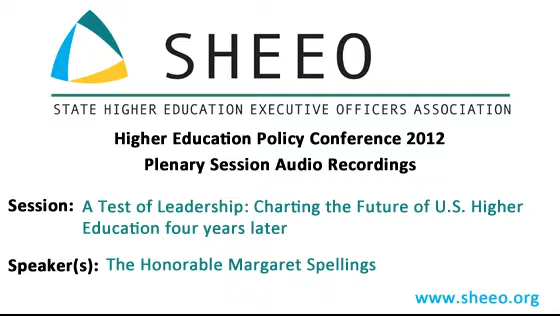 SHEEO
STATE HIGHER EDUCATION EXECUTIVE OFFICERS ASSOCIATION
Higher Education Policy Conference 2012
Plenary Session Audio Recordings
Session: A Test of Leadership: Charting the Future of U.S. Higher
Education four years later
Speaker(s): The Honorable Margaret Spellings
www.sheeo.org